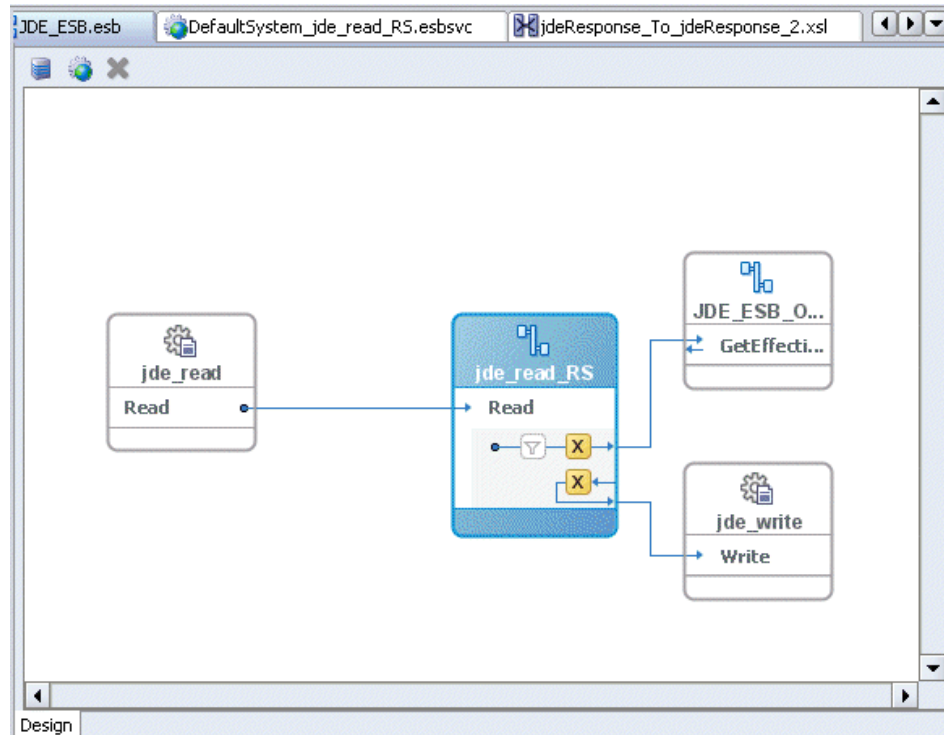 JDE_ESB.esb
DefaultSystem_jde_read_RS.esbsvc
jdeResponse_To_jdeResponse_2.xsl
JDE_ESB_O...
GetEffecti...
jde_read
Read
jde_read_RS
Read
X
X
jde_write
Write
Design